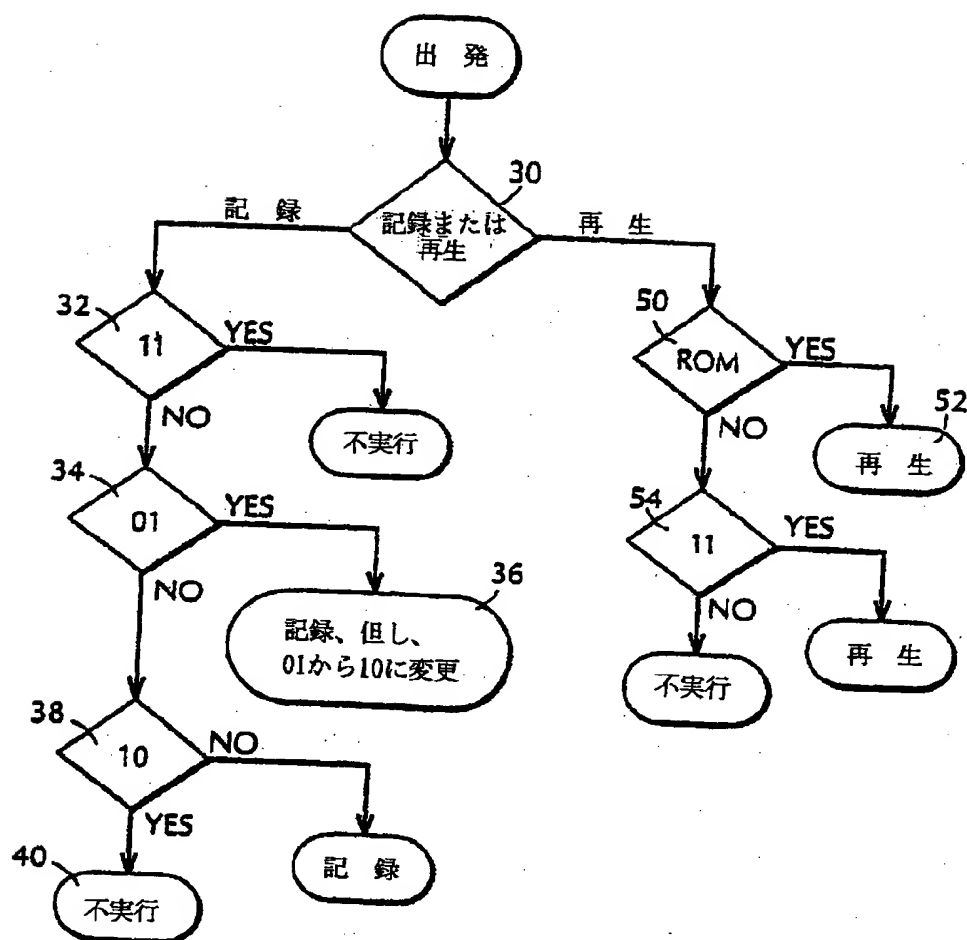 出発
30
記録
記録または
再生
再生
32
11
YES
NO
不実行
50
ROM
YES
NO
52
再生
34
01
YES
NO
54
11
YES
NO
36
記録、但し、
01から10に変更
不実行
再生
38
10
NO
YES
40
不実行
記録